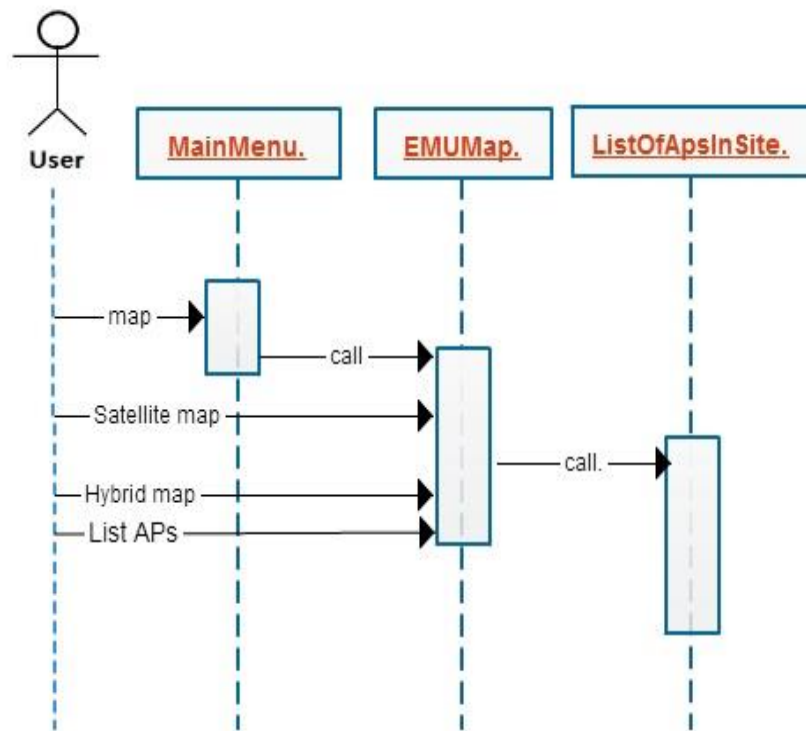 User
MainMenu.
EMUMap.
ListOfApsInSite.
map
call
Satellite map
call.
Hybrid map
List APs